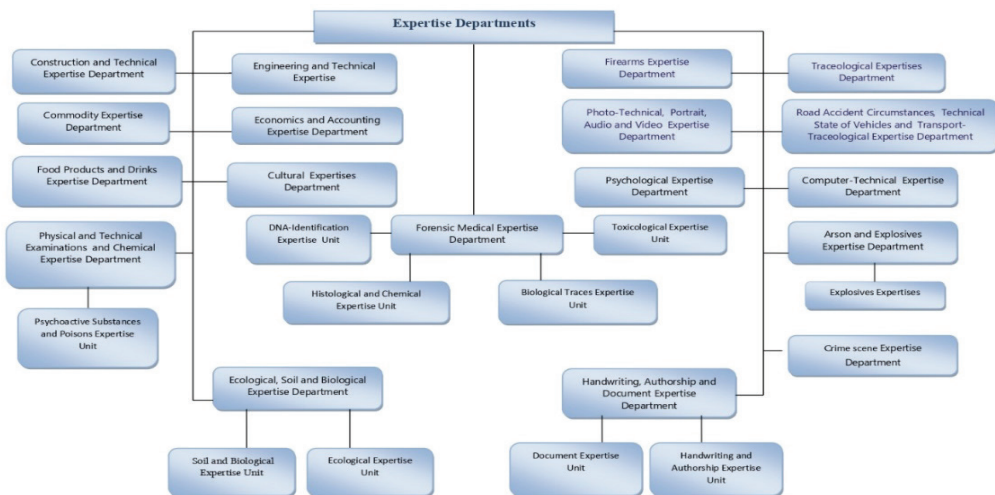 Expertise Departments
Construction and Technical
Expertise Department
Engineering and Technical
Expertise
Firearms Expertise
Department
Traceological Expertises
Department
Commodity Expertise
Department
Economics and Accounting
Expertise Department
Photo-Technical, Portrait,
Audio and Video Expertise
Department
Road Accident Circumstances, Technical
State of Vehicles and Transport-
Traceological Expertise Department
Food Products and Drinks
Expertise Department
Cultural Expertises
Department
Psychological Expertise
Department
Computer-Technical Expertise
Department
Physical and Technical
Examinations and Chemical
Expertise Department
DNA-Identification
Expertise Unit
Forensic Medical Expertise
Department
Toxicological Expertise
Unit
Arson and Explosives
Expertise Department
Histological and Chemical
Expertise Unit
Biological Traces Expertise
Unit
Explosives Expertises
Psychoactive Substances
and Poisons Expertise
Unit
Crime scene Expertise
Department
Ecological, Soil and Biological
Expertise Department
Handwriting, Authorship and
Document Expertise
Department
Soil and Biological
Expertise Unit
Ecological Expertise Unit
Document Expertise
Unit
Handwriting and
Authorship Expertise Unit